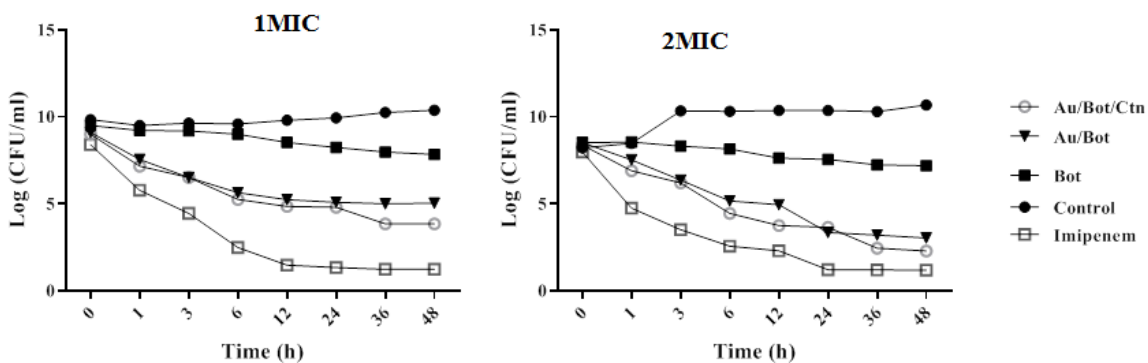 1MIC
15
10
5
0
Log (CFU/ml)
0 1 3 6 12 24 36 48
Time (h)
2MIC
15
10
5
0
Log (CFU/ml)
0 1 3 6 12 24 36 48
Time (h)
Au/Bot/Ctn
Au/Bot
Bot
Control
Imipenem